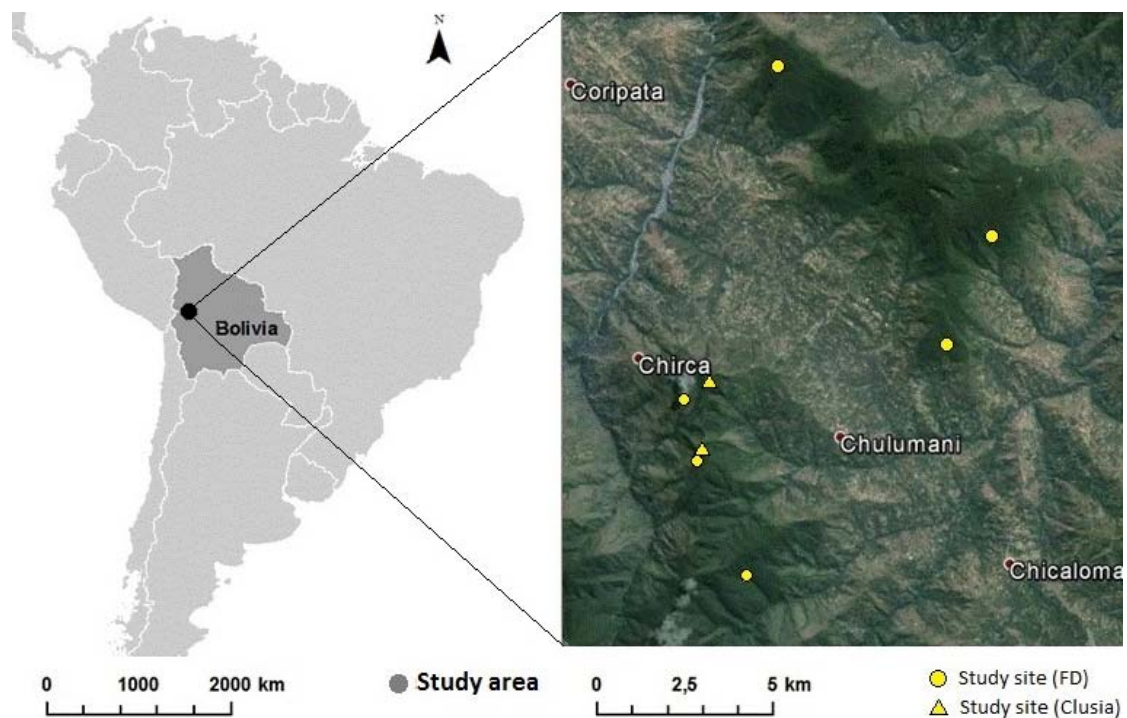 N
Coripata
Bolivia
Chirca
Chulumani
Chicaloma
0 1000 2000 km
Study area
0 2,5 5 km
Study site (FD)
Study site (Clusia)